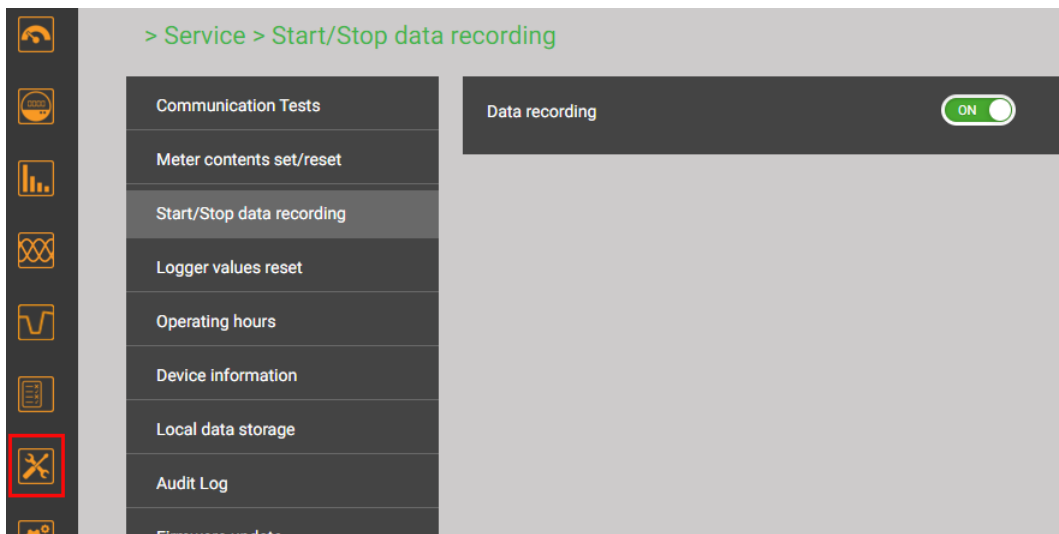 > Service > Start/Stop data recording
Communication Tests
Meter contents set/reset
Start/Stop data recording
Logger values reset
Operating hours
Device information
Local data storage
Audit Log
Data recording
ON